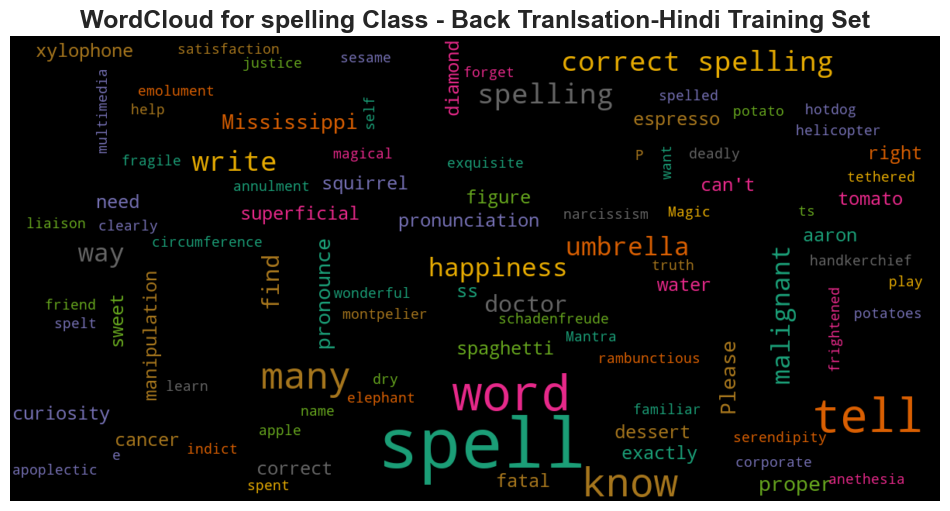 WordCloud for spelling Class - Back Tranlsation-Hindi Training Set
xylophone
satisfaction
justice
sesame
diamond
forget
correct spelling
multimedia
emolument
help
self
spelling
spelled
potato
hotdog
espresso
helicopter
Mississippi
fragile
write
magical
exquisite
P
want
deadly
right
annulment
squirrel
can't
tethered
need
superficial
figure
tomato
liaison
clearly
pronunciation
narcissism
Magic
ts
circumference
way
umbrella
aaron
find
pronounce
happiness
truth
malignant
handkerchief
manipulation
wonderful
ss
water
play
friend
sweet
doctor
frightened
spelt
montpelier
schadenfreude
potatoes
Mantra
spaghetti
rambunctious
Please
learn
many
dry
word
elephant
curiosity
name
familiar
tell
apple
spell
dessert
serendipity
cancer
indict
exactly
e
apoplectic
correct
corporate
spent
fatal
know
proper
anethesia